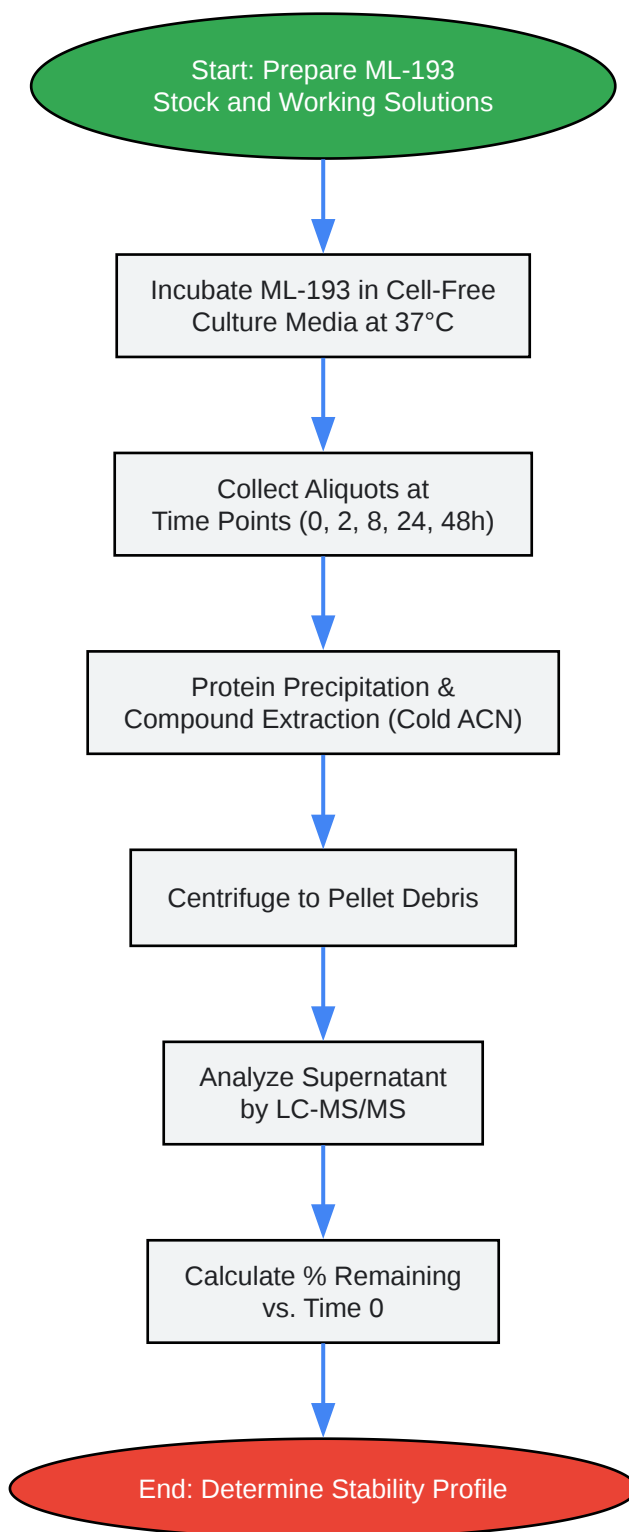 Start: Prepare ML-193
Stock and Working Solutions
Incubate ML-193 in Cell-Free
Culture Media at 37°C
Collect Aliquots at
Time Points (0, 2, 8, 24, 48h)
Protein Precipitation &
Compound Extraction (Cold ACN)
Centrifuge to Pellet Debris
Analyze Supernatant
by LC-MS/MS
Calculate % Remaining
vs. Time 0
End: Determine Stability Profile